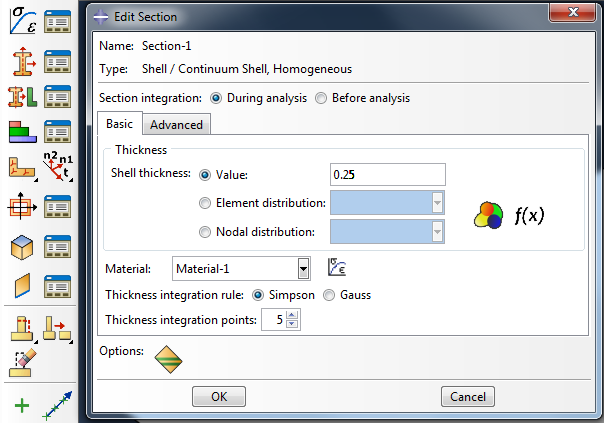 σ
ε
Edit Section
Name: Section-1
Type: Shell / Continuum Shell, Homogeneous
Section integration: During analysis Before analysis
Basic Advanced
Thickness
n2 n1
t
Shell thickness: Value: 0.25
Element distribution:
f(x)
Nodal distribution:
Material: Material-1 σ ε
Thickness integration rule: Simpson Gauss
Thickness integration points: 5
Options:
OK Cancel